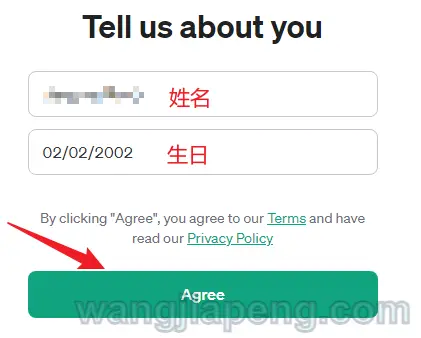 Tell us about you
姓名
02/02/2002 生日
By clicking "Agree", you agree to our Terms and have
read our Privacy Policy
Agree
wangjiapeng.com